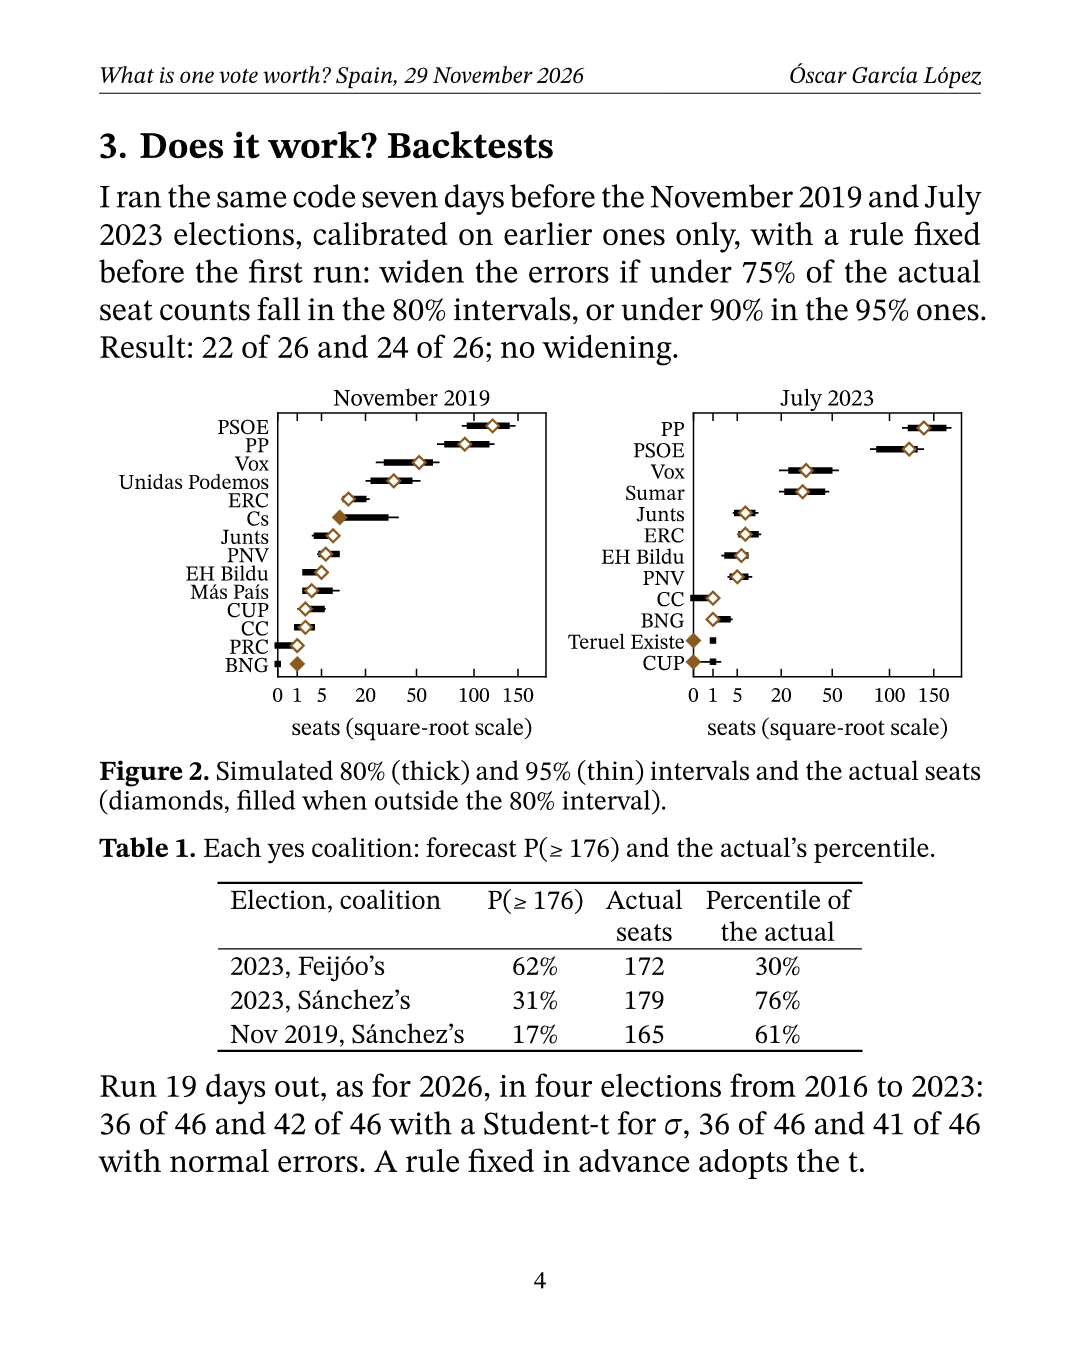 What is one vote worth? Spain, 29 November 2026 Óscar García López
3. Does it work? Backtests
I ran the same code seven days before the November 2019 and July
2023 elections, calibrated on earlier ones only, with a rule fixed
before the first run: widen the errors if under 75% of the actual
seat counts fall in the 80% intervals, or under 90% in the 95% ones.
Result: 22 of 26 and 24 of 26; no widening.
November 2019
PSOE
PP
Vox
Unidas Podemos
ERC
Cs
Junts
PNV
EH Bildu
Más País
CUP
CC
PRC
BNG
0 1 5 20 50 100 150
seats (square-root scale)
July 2023
PP
PSOE
Vox
Sumar
Junts
ERC
EH Bildu
PNV
CC
BNG
Teruel Existe
CUP
0 1 5 20 50 100 150
seats (square-root scale)
Figure 2. Simulated 80% (thick) and 95% (thin) intervals and the actual seats
(diamonds, filled when outside the 80% interval).
Table 1. Each yes coalition: forecast P(≥ 176) and the actual’s percentile.
Election, coalition P(≥ 176) Actual Percentile of
seats the actual
2023, Feijóo’s 62% 172 30%
2023, Sánchez’s 31% 179 76%
Nov 2019, Sánchez’s 17% 165 61%
Run 19 days out, as for 2026, in four elections from 2016 to 2023:
36 of 46 and 42 of 46 with a Student-t for σ, 36 of 46 and 41 of 46
with normal errors. A rule fixed in advance adopts the t.
4